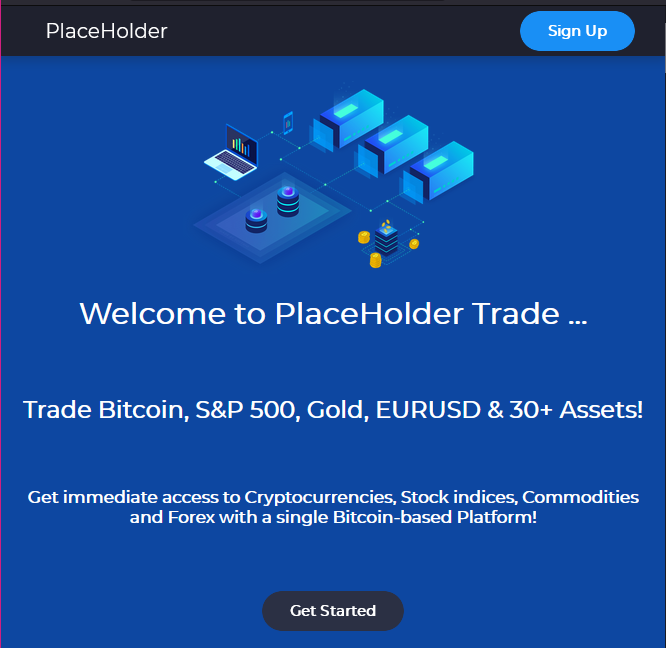 PlaceHolder
Sign Up
Welcome to PlaceHolder Trade ...
Trade Bitcoin, S&P 500, Gold, EURUSD & 30+ Assets!
Get immediate access to Cryptocurrencies, Stock indices, Commodities
and Forex with a single Bitcoin-based Platform!
Get Started